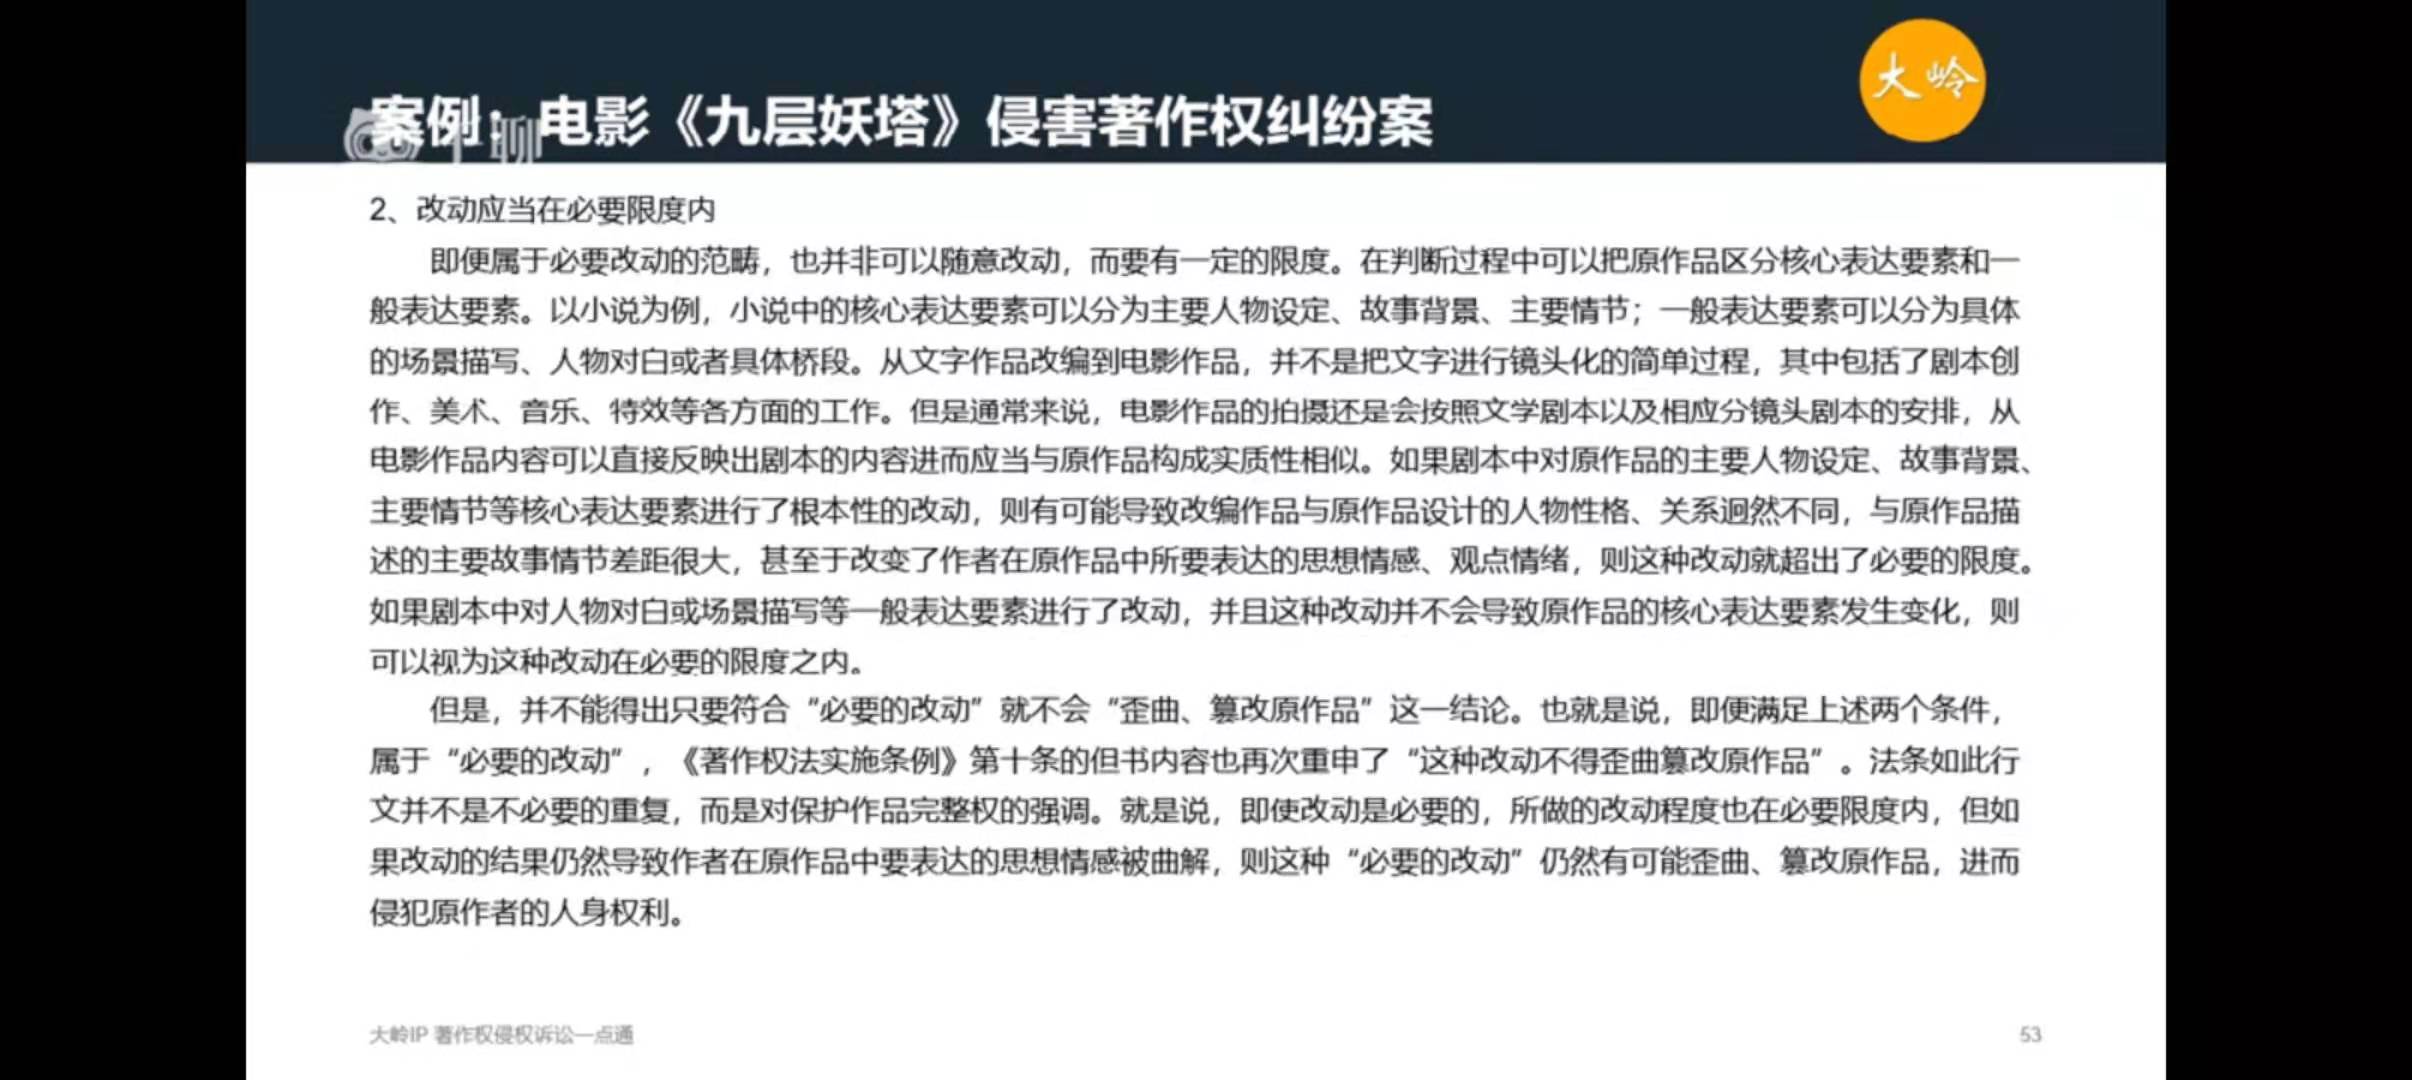 大岭
案例：电影《九层妖塔》侵害著作权纠纷案
2、改动应当在必要限度内
即便属于必要改动的范畴，也并非可以随意改动，而要有一定的限度。在判断过程中可以把原作品区分核心表达要素和一
般表达要素。以小说为例，小说中的核心表达要素可以分为主要人物设定、故事背景、主要情节；一般表达要素可以分为具体
的场景描写、人物对白或者具体桥段。从文字作品改编到电影作品，并不是把文字进行镜头化的简单过程，其中包括了剧本创
作、美术、音乐、特效等各方面的工作。但是通常来说，电影作品的拍摄还是会按照文学剧本以及相应分镜头剧本的安排，从
电影作品内容可以直接反映出剧本的内容进而应当与原作品构成实质性相似。如果剧本中对原作品的主要人物设定、故事背景、
主要情节等核心表达要素进行了根本性的改动，则有可能导致改编作品与原作品设计的人物性格、关系迥然不同，与原作品描
述的主要故事情节差距很大，甚至于改变了作者在原作品中所要表达的思想情感、观点情绪，则这种改动就超出了必要的限度。
如果剧本中对人物对白或场景描写等一般表达要素进行了改动，并且这种改动并不会导致原作品的核心表达要素发生变化，则
可以视为这种改动在必要的限度之内。
但是，并不能得出只要符合“必要的改动”就不会“歪曲、篡改原作品”这一结论。也就是说，即便满足上述两个条件，
属于“必要的改动”，《著作权法实施条例》第十条的但书内容也再次重申了“这种改动不得歪曲篡改原作品”。法条如此行
文并不是不必要的重复，而是对保护作品完整权的强调。就是说，即使改动是必要的，所做的改动程度也在必要限度内，但如
果改动的结果仍然导致作者在原作品中要表达的思想情感被曲解，则这种“必要的改动”仍然有可能歪曲、篡改原作品，进而
侵犯原作者的人身权利。
大岭IP 著作权侵权诉讼一点通
53